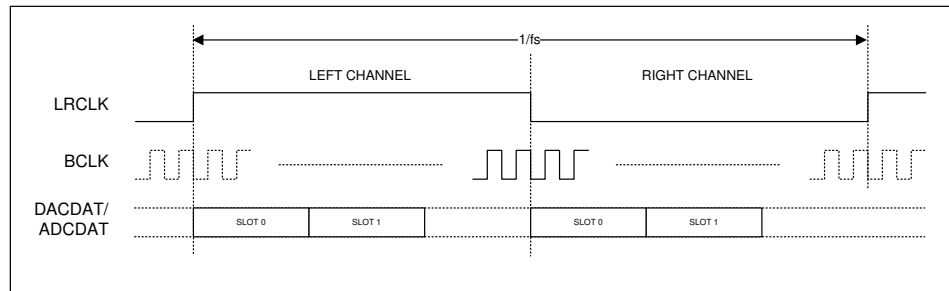 1/fs
LEFT CHANNEL RIGHT CHANNEL
LRCLK
BCLK
DACDAT/
ADCDAT
SLOT 0 SLOT 1 SLOT 0 SLOT 1